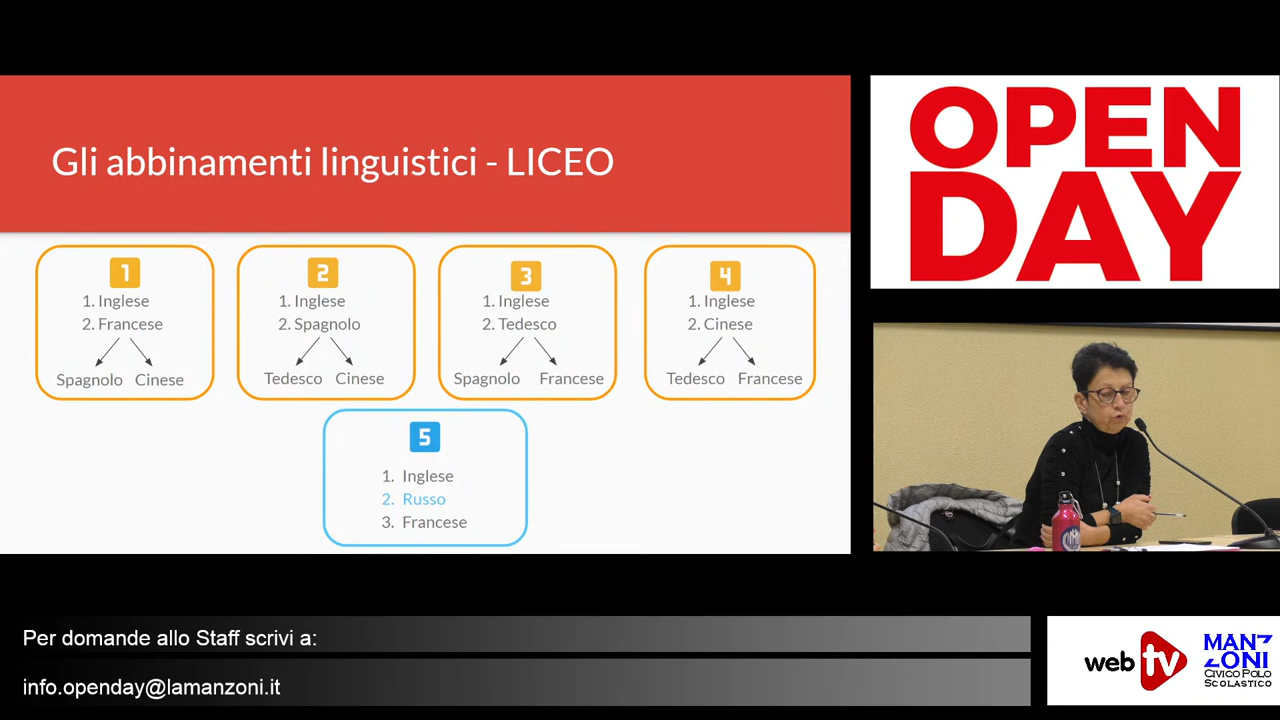 Gli abbinamenti linguistici - LICEO
1
1. Inglese
2. Francese
Spagnolo Cinese
2
1. Inglese
2. Spagnolo
Tedesco Cinese
3
1. Inglese
2. Tedesco
Spagnolo Francese
4
1. Inglese
2. Cinese
Tedesco Francese
5
1. Inglese
2. Russo
3. Francese
OPEN
DAY
Per domande allo Staff scrivi a:
info.openday@lamanzoni.it
web tv
MANZ
ZONI
CIVICO POLO
SCOLASTICO